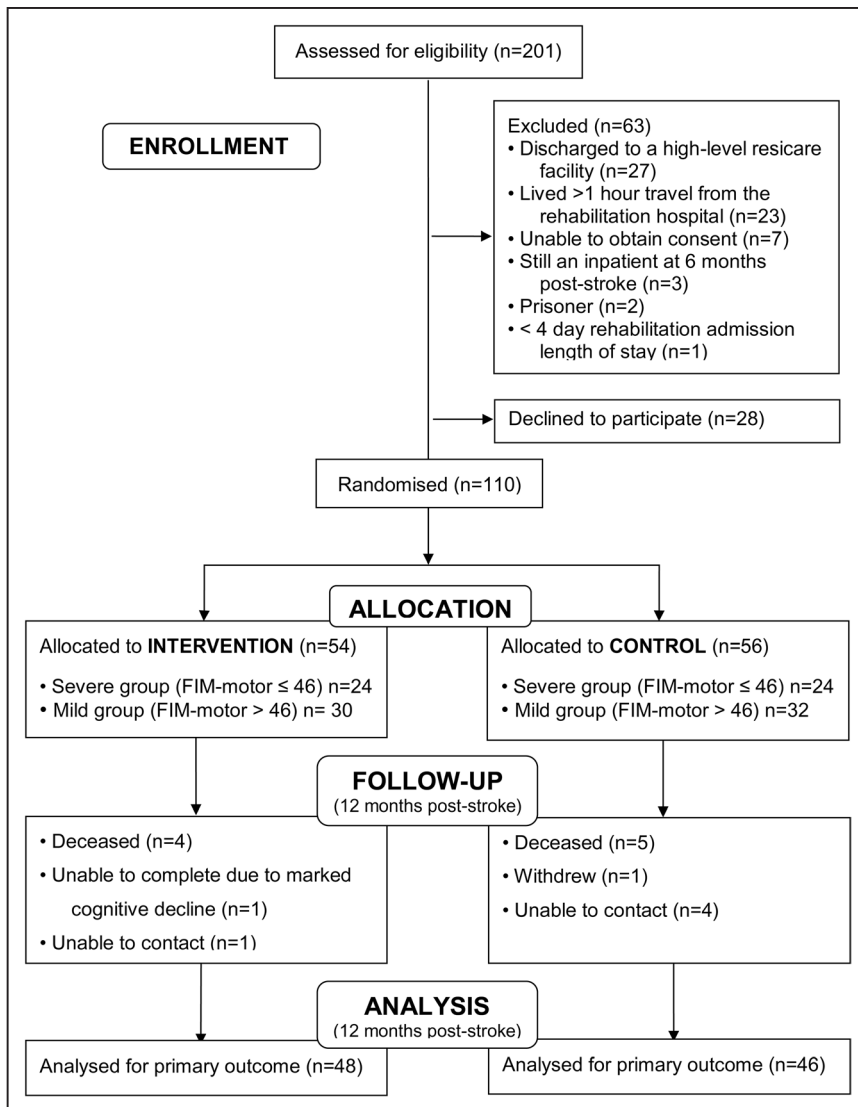 Assessed for eligibility (n=201)
ENROLLMENT
Excluded (n=63)
• Discharged to a high-level resicare
facility (n=27)
• Lived >1 hour travel from the
rehabilitation hospital (n=23)
• Unable to obtain consent (n=7)
• Still an inpatient at 6 months
post-stroke (n=3)
• Prisoner (n=2)
• < 4 day rehabilitation admission
length of stay (n=1)
Declined to participate (n=28)
Randomised (n=110)
ALLOCATION
Allocated to INTERVENTION (n=54)
• Severe group (FIM-motor ≤ 46) n=24
• Mild group (FIM-motor > 46) n= 30
Allocated to CONTROL (n=56)
• Severe group (FIM-motor ≤ 46) n=24
• Mild group (FIM-motor > 46) n=32
FOLLOW-UP
(12 months post-stroke)
• Deceased (n=4)
• Unable to complete due to marked
cognitive decline (n=1)
• Unable to contact (n=1)
• Deceased (n=5)
• Withdrew (n=1)
• Unable to contact (n=4)
ANALYSIS
(12 months post-stroke)
Analysed for primary outcome (n=48)
Analysed for primary outcome (n=46)